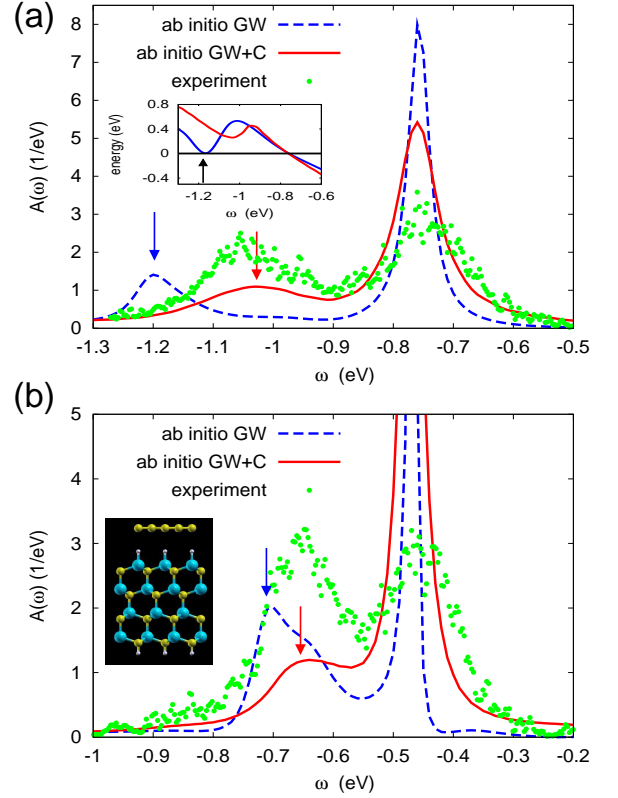 (a)
ab initio GW
ab initio GW+C
experiment
A(ω) (1/eV)
8
7
6
5
4
3
2
1
0
energy (eV)
0.8
0.4
0
-0.4
-1.2 -1 -0.8 -0.6
ω (eV)
-1.3 -1.2 -1.1 -1 -0.9 -0.8 -0.7 -0.6 -0.5
ω (eV)
(b)
ab initio GW
ab initio GW+C
experiment
A(ω) (1/eV)
5
4
3
2
1
0
-1 -0.9 -0.8 -0.7 -0.6 -0.5 -0.4 -0.3 -0.2
ω (eV)